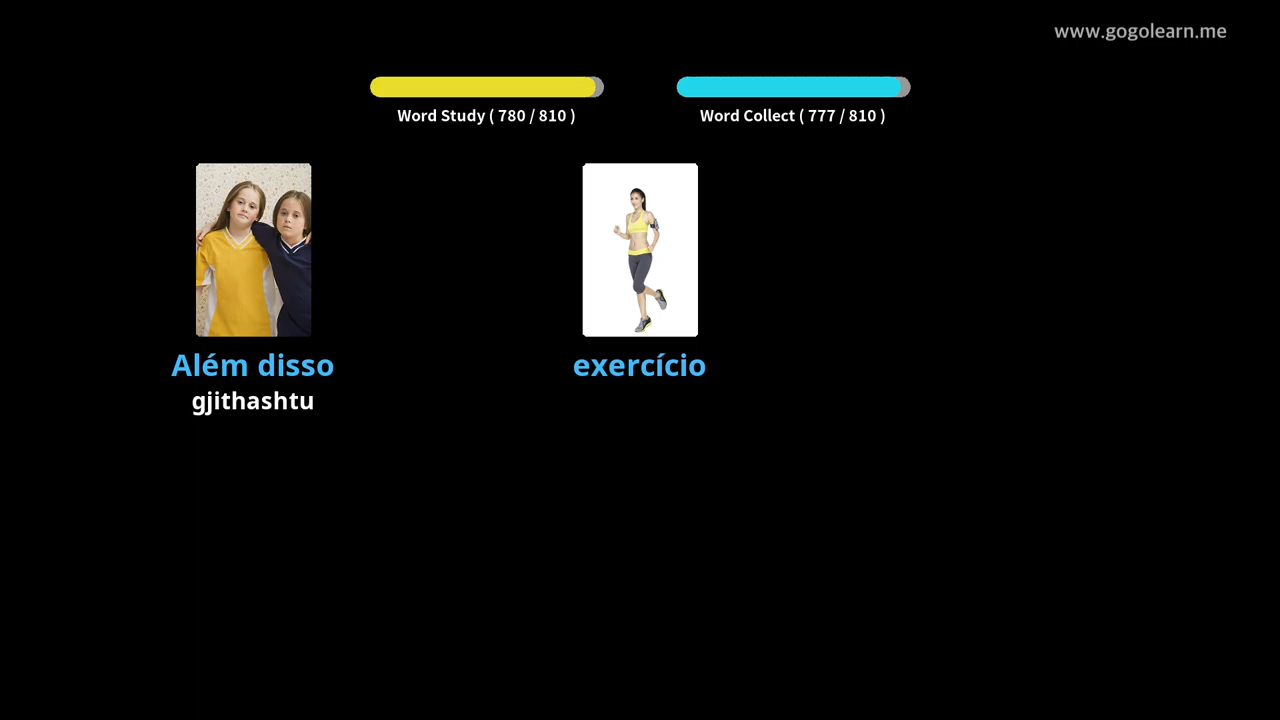 www.gogolearn.me
Word Study ( 780 / 810 )
Word Collect ( 777 / 810 )
Além disso
gjithashtu
exercício